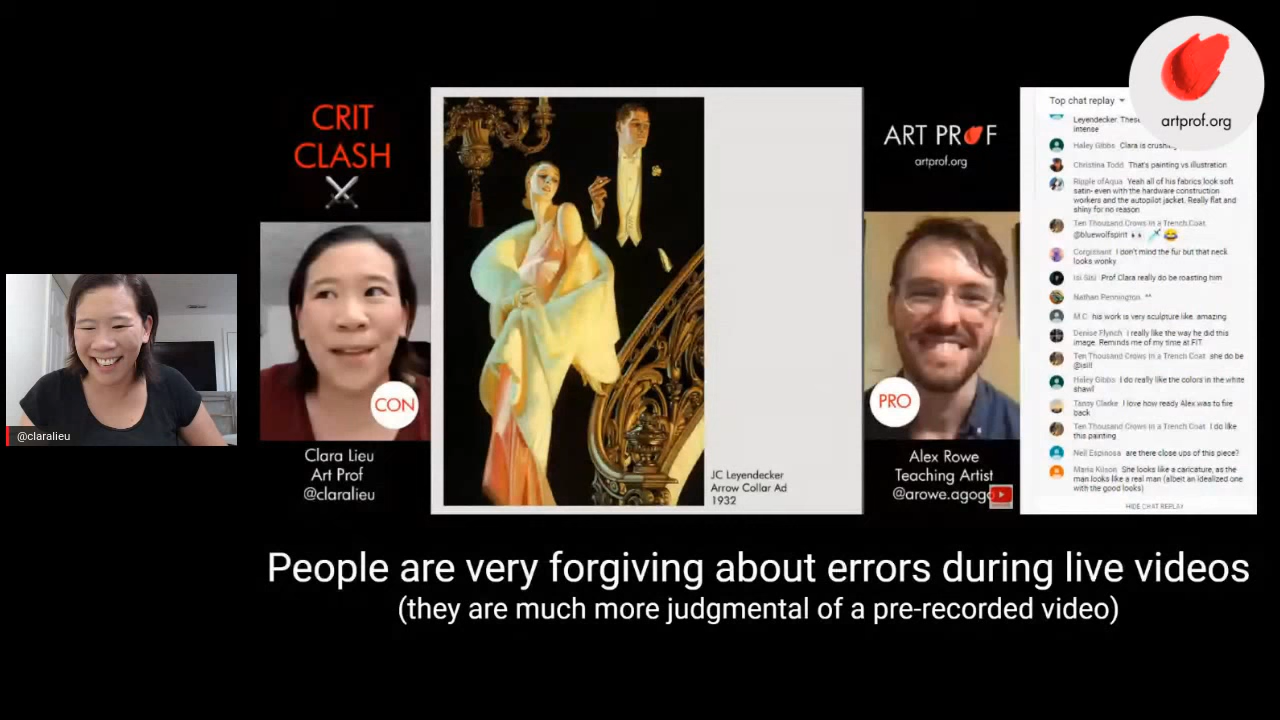 @claralieu
CRIT
CLASH
CON
Clara Lieu
Art Prof
@claralieu
JC Leyendecker
Arrow Collar Ad
1932
ART PROF
artprof.org
PRO
Alex Rowe
Teaching Artist
@arowe.agogo
artprof.org
Top chat replay
Leyendecker. These
intense
Haley Gibbs Clara is crushing
Christina Todd That's painting vs illustration
Ripple ofAqua Yeah all of his fabrics look soft
satin- even with the hardware construction
workers and the autopilot jacket. Really flat and
shiny for no reason
Ten Thousand Crows in a Trench Coat
@bluewolfspirit
Corgishant I don't mind the fur but that neck
looks wonky.
Prof Clara really do be roasting him
Nathan Pennington ^^
M.C. his work is very sculpture like. amazing
Denise Flynch i really like the way he did this
image. Reminds me of my time at FIT.
Ten Thousand Crows in a Trench Coat she do be
@isiil
Haley Gibbs I do really like the colors in the white
shawl
Tanny Clarke I love how ready Alex was to fire
back
Ten Thousand Crows in a Trench Coat I do like
this painting
Neil Espinosa are there close ups of this piece?
She looks like a caricature, as the
man looks like a real man (albeit an idealized one
with the good looks)
HIDE CHAT REPLAY
People are very forgiving about errors during live videos
(they are much more judgmental of a pre-recorded video)